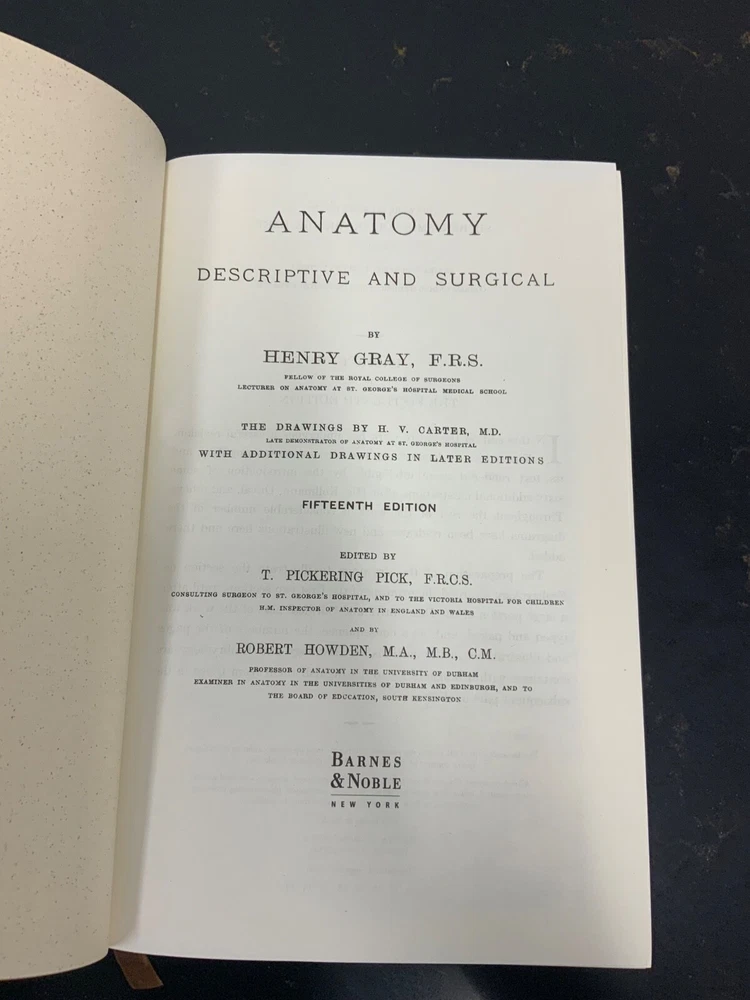 ANATOMY
DESCRIPTIVE AND SURGICAL
BY
HENRY GRAY, F.R.S.
FELLOW OF THE ROYAL COLLEGE OF SURGEONS
LECTURER ON ANATOMY AT ST. GEORGE'S HOSPITAL MEDICAL SCHOOL
THE DRAWINGS BY H. V. CARTER, M.D.
LATE DEMONSTRATOR OF ANATOMY AT ST. GEORGE'S HOSPITAL
WITH ADDITIONAL DRAWINGS IN LATER EDITIONS
FIFTEENTH EDITION
EDITED BY
T. PICKERING PICK, F.R.C.S.
CONSULTING SURGEON TO ST. GEORGE'S HOSPITAL, AND TO THE VICTORIA HOSPITAL FOR CHILDREN
H.M. INSPECTOR OF ANATOMY IN ENGLAND AND WALES
AND BY
ROBERT HOWDEN, M.A., M.B., C.M.
PROFESSOR OF ANATOMY IN THE UNIVERSITY OF DURHAM
EXAMINER IN ANATOMY IN THE UNIVERSITIES OF DURHAM AND EDINBURGH, AND TO
THE BOARD OF EDUCATION, SOUTH KENSINGTON
BARNES
&NOBLE
NEW YORK